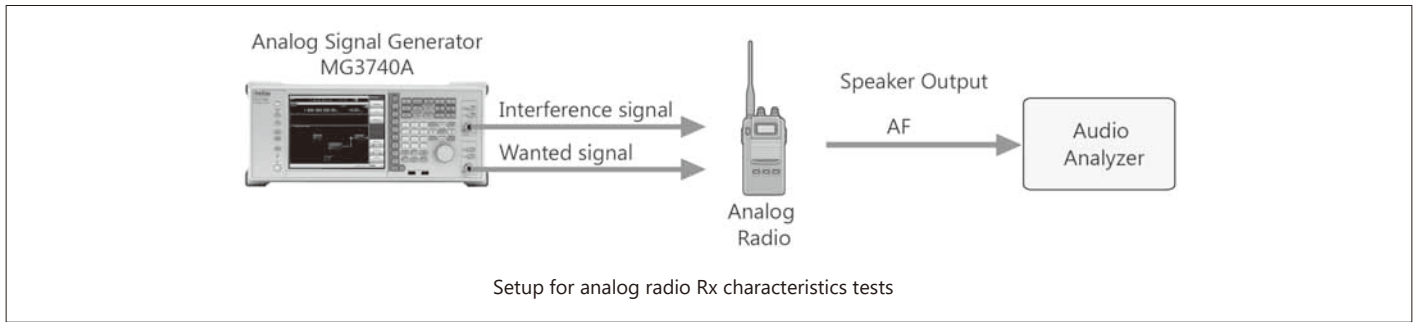 Analog Signal Generator
MG3740A
Interference signal
Wanted signal
Analog
Radio
Speaker Output
AF
Audio
Analyzer
Setup for analog radio Rx characteristics tests